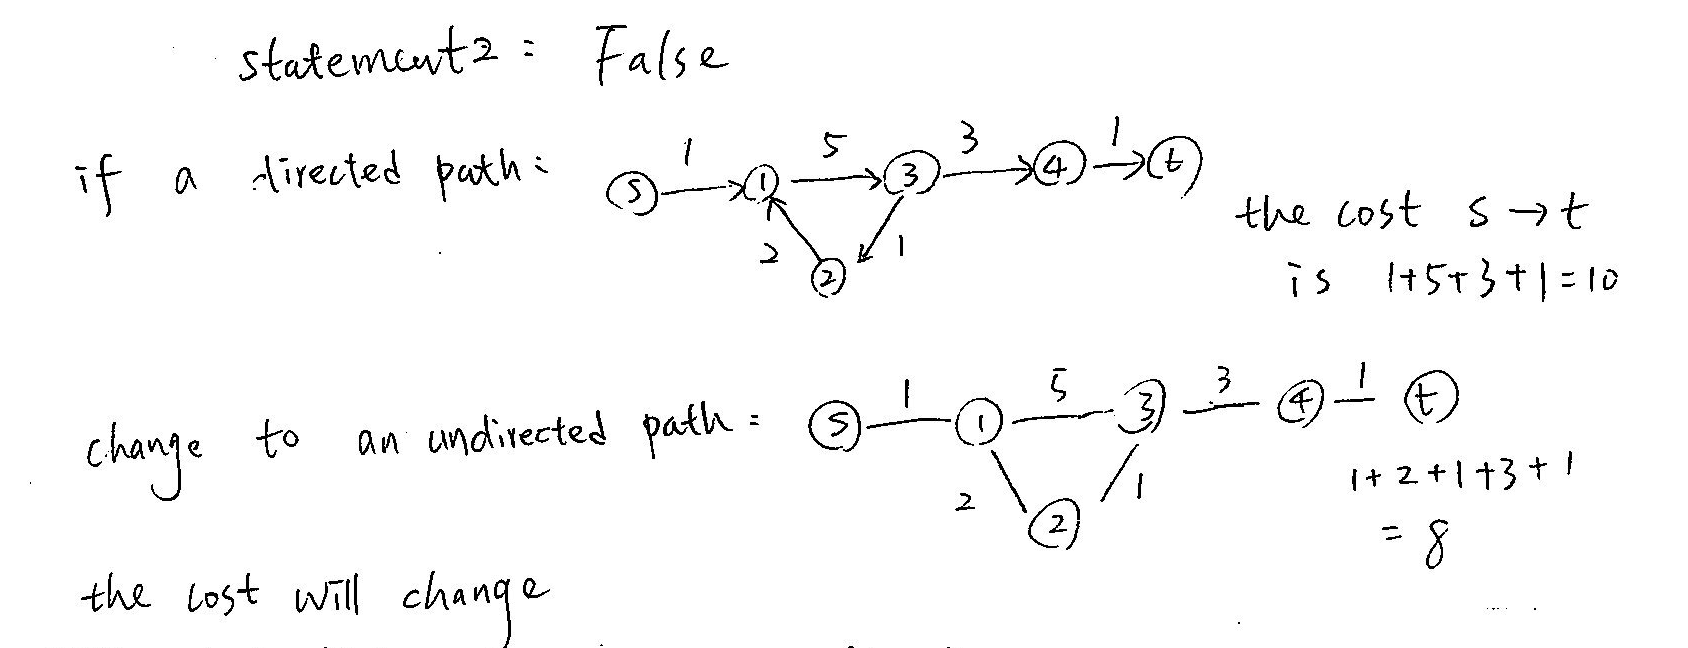 statement2 : False
if a directed path :
S 1 1 5 3 3 4 1 t
2 2 1
the cost s → t
is 1+5+3+1=10
change to an undirected path : S 1 1 5 3 3 4 1 t
2 2 1
1+2+1+3+1
= 8
the cost will change